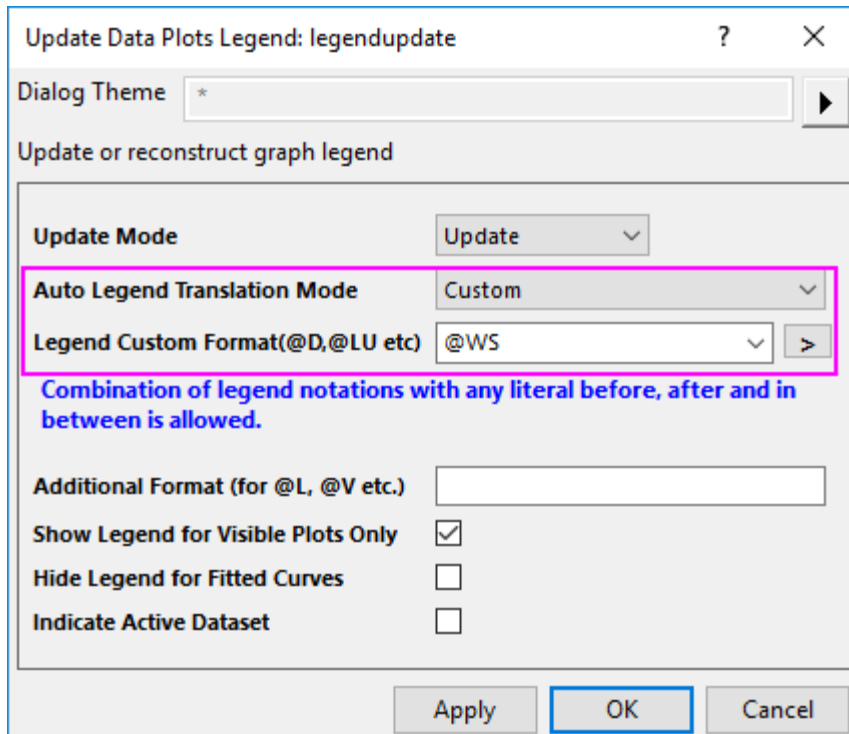 Update Data Plots Legend: legendupdate ? X
Dialog Theme *
Update or reconstruct graph legend
Update Mode Update
Auto Legend Translation Mode Custom
Legend Custom Format(@D,@LU etc) @WS >
Combination of legend notations with any literal before, after and in
between is allowed.
Additional Format (for @L, @V etc.)
Show Legend for Visible Plots Only
Hide Legend for Fitted Curves
Indicate Active Dataset
Apply OK Cancel